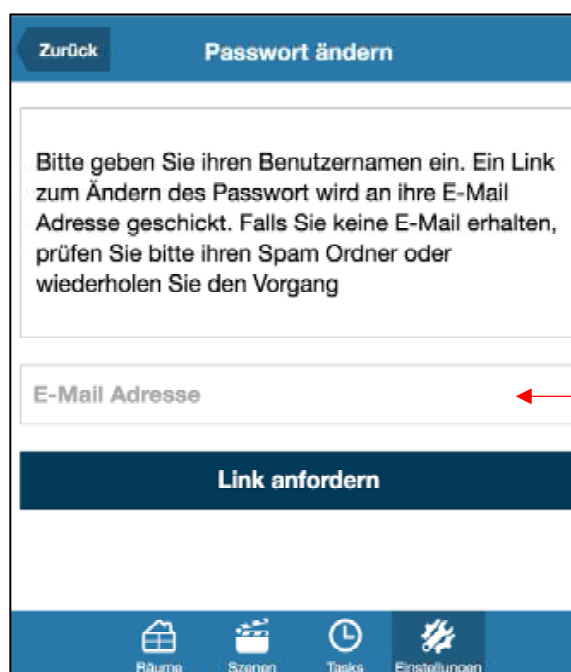 Zurück
Passwort ändern
Bitte geben Sie ihren Benutzernamen ein. Ein Link
zum Ändern des Passwort wird an ihre E-Mail
Adresse geschickt. Falls Sie keine E-Mail erhalten,
prüfen Sie bitte ihren Spam Ordner oder
wiederholen Sie den Vorgang
E-Mail Adresse
Link anfordern
Räume
Szenen
Tasks
Einstellungen